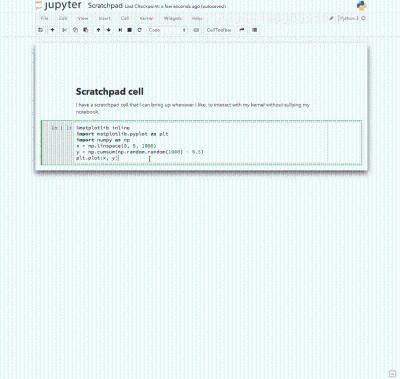 jupyter Scratchpad Last Checkpoint: a few seconds ago (autosaved)
File Edit View Insert Cell Kernel Widgets Help
Code CellToolbar
Scratchpad cell
I have a scratchpad cell that I can bring up whenever I like, to interact with my kernel without sullying my
notebook.
In [ ]: %matplotlib inline
import matplotlib.pyplot as plt
import numpy as np
x = np.linspace(0, 5, 1000)
y = np.cumsum(np.random.random(1000) - 0.5)
plt.plot(x, y)